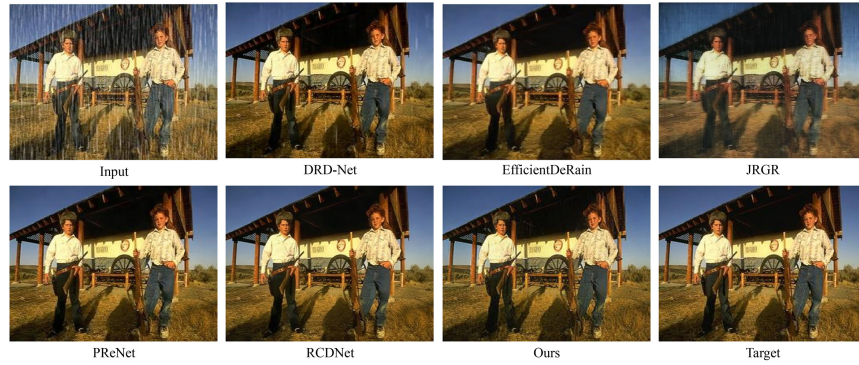 Input
DRD-Net
EfficientDeRain
JRGR
PReNet
RCDNet
Ours
Target